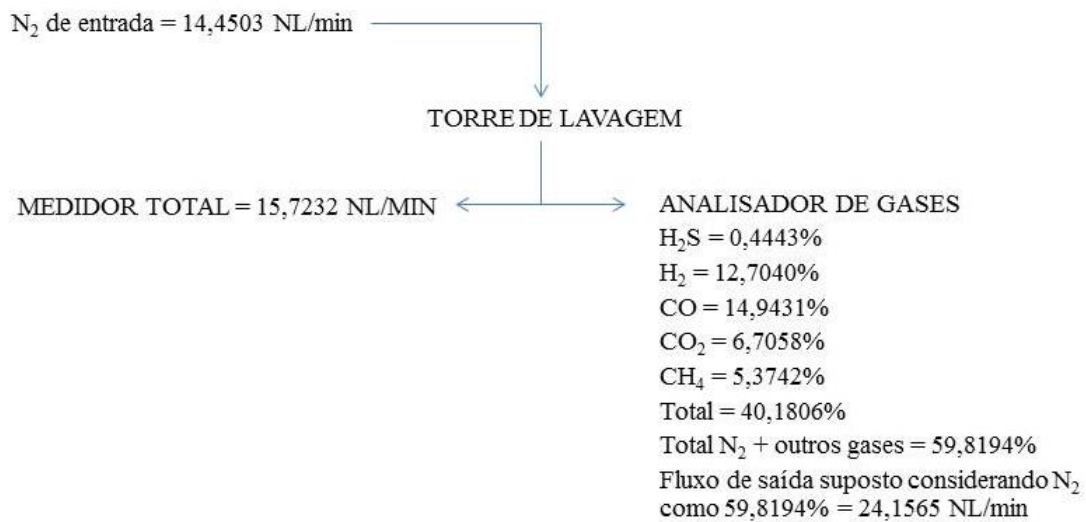 N₂ de entrada = 14,4503 NL/min
TORRE DE LAVAGEM
MEDIDOR TOTAL = 15,7232 NL/MIN
ANALISADOR DE GASES
H₂S = 0,4443%
H₂ = 12,7040%
CO = 14,9431%
CO₂ = 6,7058%
CH₄ = 5,3742%
Total = 40,1806%
Total N₂ + outros gases = 59,8194%
Fluxo de saída suposto considerando N₂
como 59,8194% = 24,1565 NL/min